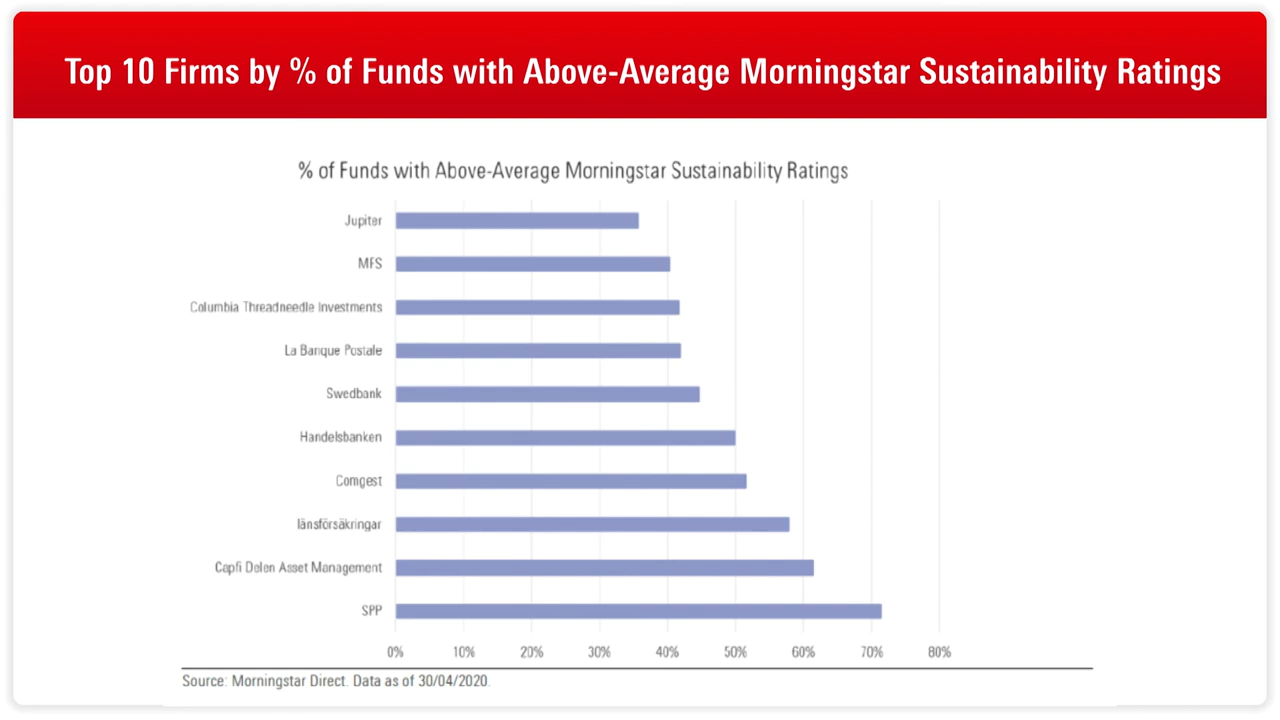 Top 10 Firms by % of Funds with Above-Average Morningstar Sustainability Ratings
% of Funds with Above-Average Morningstar Sustainability Ratings
Jupiter
MFS
Columbia Threadneedle Investments
La Banque Postale
Swedbank
Handelsbanken
Comgest
länsförsäkringar
Capfi Delen Asset Management
SPP
0% 10% 20% 30% 40% 50% 60% 70% 80%
Source: Morningstar Direct. Data as of 30/04/2020.